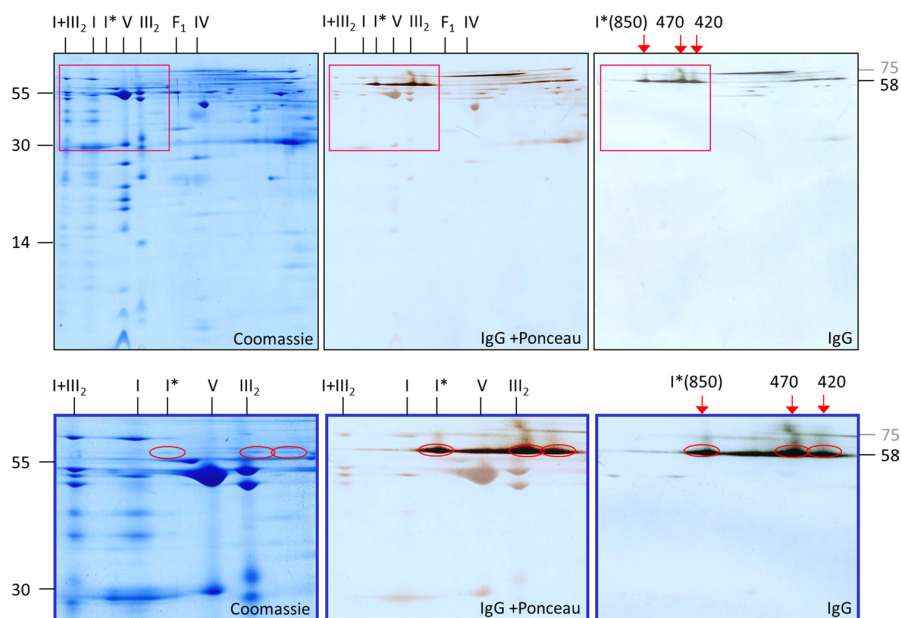 I+III₂ I I* V III₂ F₁ IV
I+III₂ I I* V III₂ F₁ IV
I*(850) 470 420
55
30
14
75
58
Coomassie
IgG +Ponceau
IgG
I+III₂ I I* V III₂
I+III₂ I I* V III₂
I*(850) 470 420
55
30
75
58
Coomassie
IgG +Ponceau
IgG